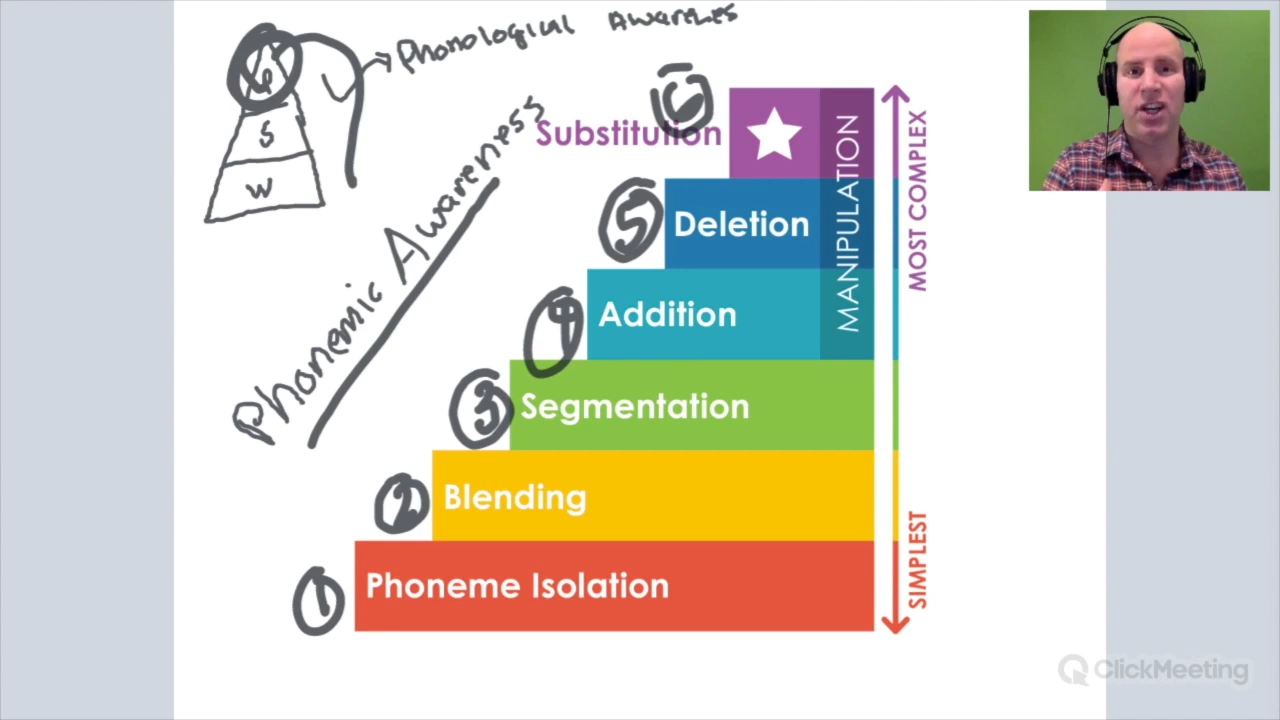 Phonological Awarenes
S
W
Phonemic Awareness
6
Substitution
5
Deletion
4
Addition
3
Segmentation
2
Blending
1
Phoneme Isolation
MANIPULATION
MOST COMPLEX
SIMPLEST
ClickMeeting